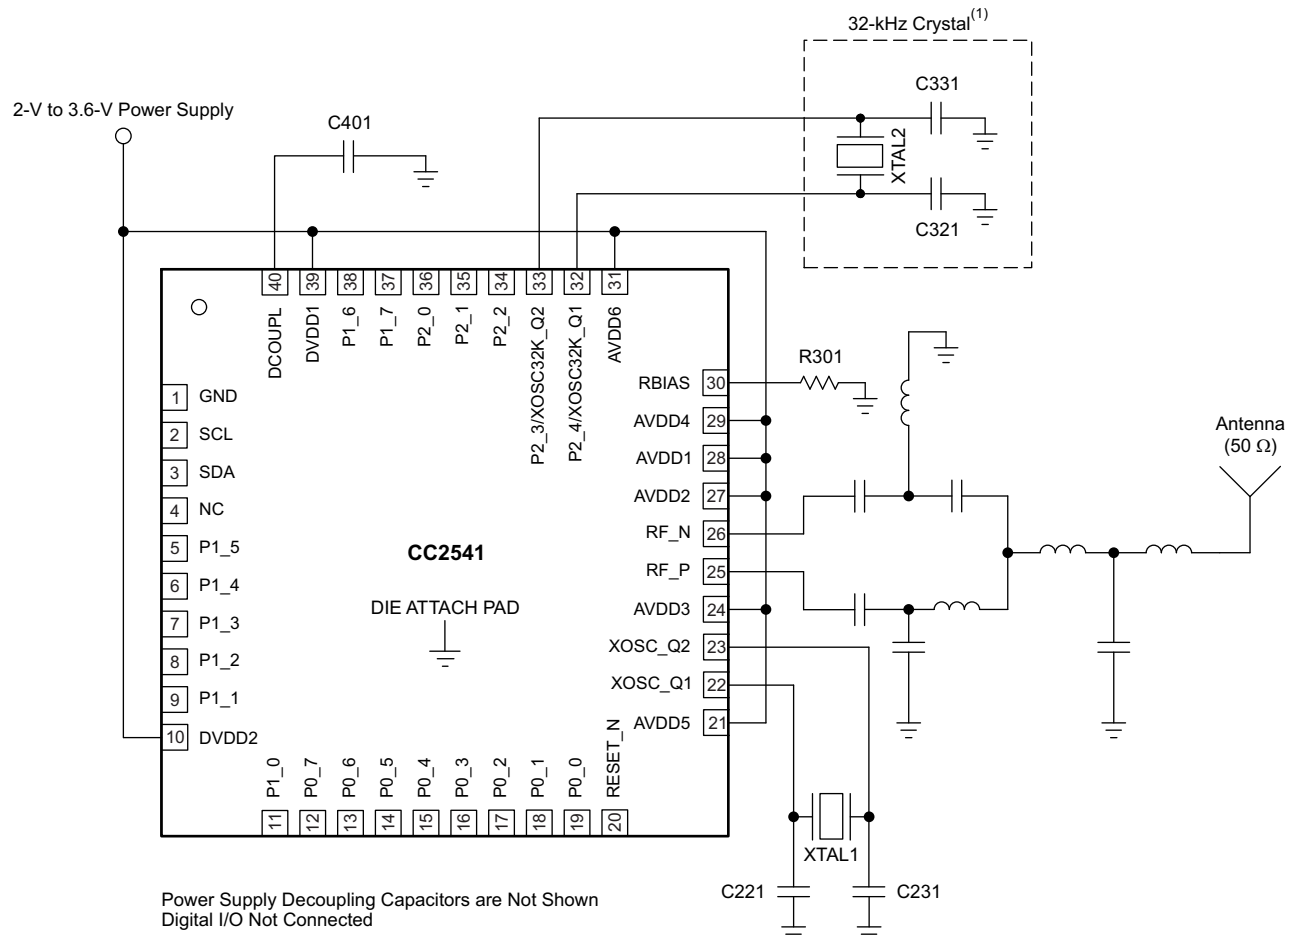 32-kHz Crystal(1)
2-V to 3.6-V Power Supply
C401
C331
XTAL2
C321
40
39
38
37
36
35
34
33
32
31
DCOUPL
DVDD1
P1_6
P1_7
P2_0
P2_1
P2_2
P2_3/XOSC32K_Q2
P2_4/XOSC32K_Q1
AVDD6
1 GND
2 SCL
3 SDA
4 NC
5 P1_5
6 P1_4
7 P1_3
8 P1_2
9 P1_1
10 DVDD2
CC2541
DIE ATTACH PAD
RBIAS 30
AVDD4 29
AVDD1 28
AVDD2 27
RF_N 26
RF_P 25
AVDD3 24
XOSC_Q2 23
XOSC_Q1 22
AVDD5 21
R301
Antenna
(50 Ω)
P1_0
P0_7
P0_6
P0_5
P0_4
P0_3
P0_2
P0_1
P0_0
RESET_N
11
12
13
14
15
16
17
18
19
20
XTAL1
C221
C231
Power Supply Decoupling Capacitors are Not Shown
Digital I/O Not Connected